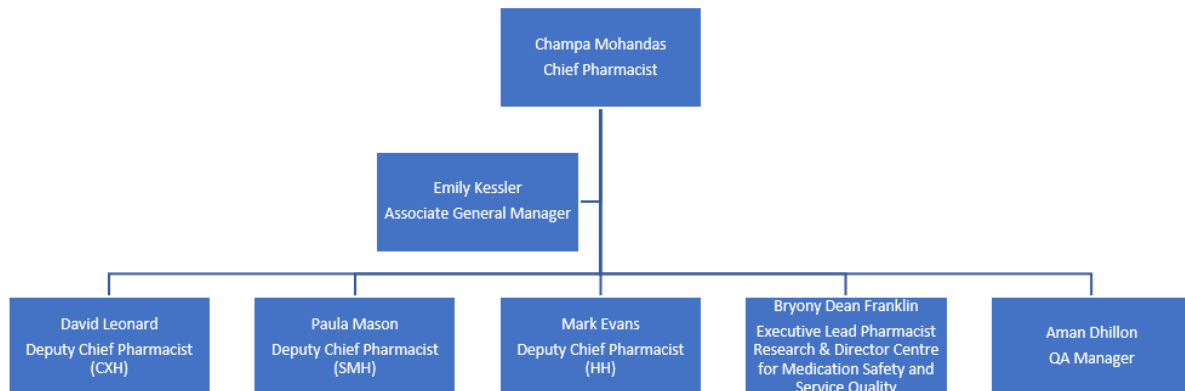 Champa Mohandas
Chief Pharmacist
Emily Kessler
Associate General Manager
David Leonard
Deputy Chief Pharmacist
(CXH)
Paula Mason
Deputy Chief Pharmacist
(SMH)
Mark Evans
Deputy Chief Pharmacist
(HH)
Bryony Dean Franklin
Executive Lead Pharmacist
Research & Director Centre
for Medication Safety and
Service Quality
Aman Dhillon
QA Manager